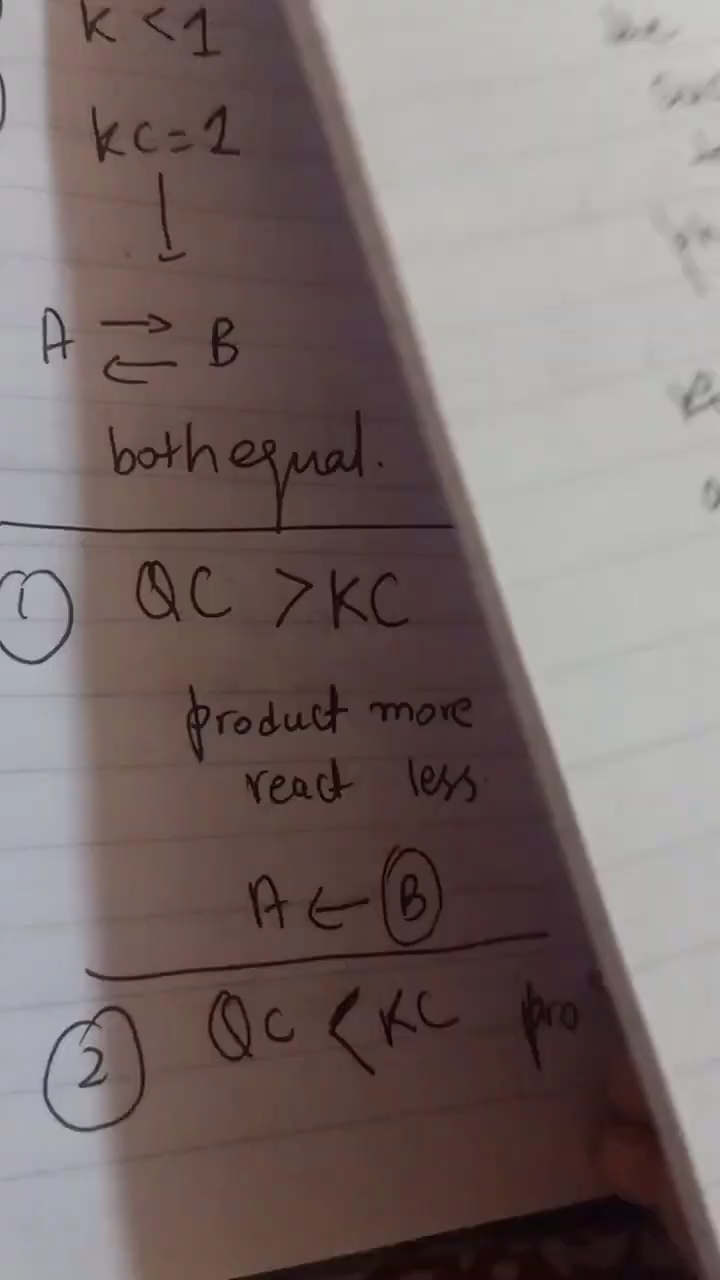 K < 1
KC = 1
↓
A ⇌ B
both equal.
① QC > KC
product more
react less.
A ← B
② QC < KC pro